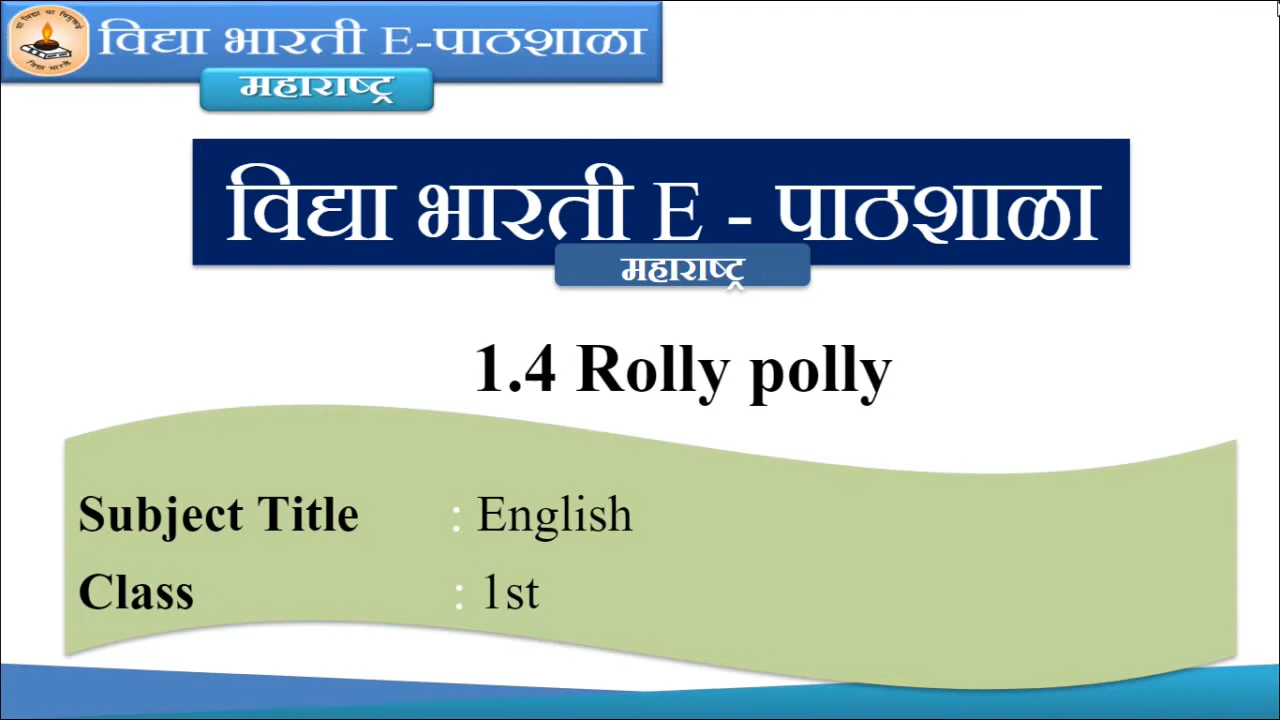 विद्या भारती E-पाठशाळा
महाराष्ट्र
विद्या भारती E - पाठशाळा
महाराष्ट्र
1.4 Rolly polly
Subject Title : English
Class : 1st